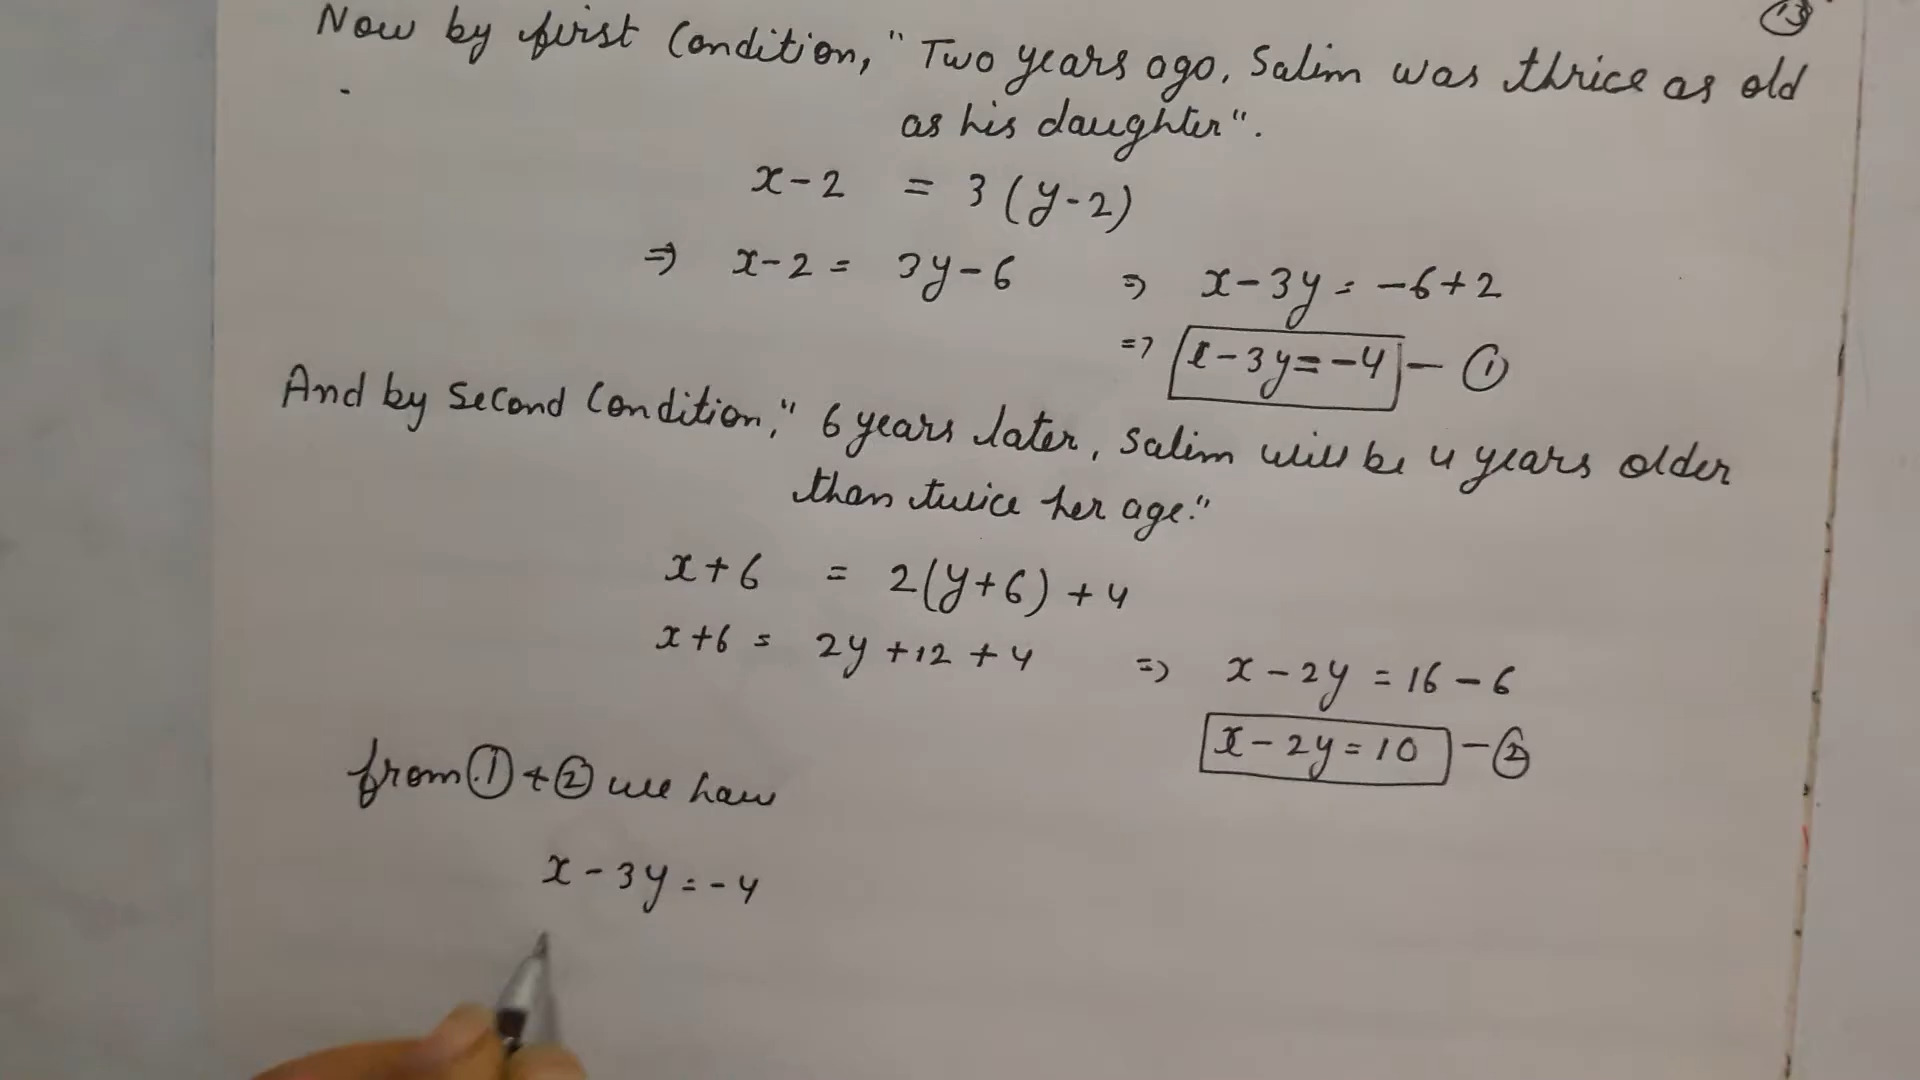 13
Now by first Condition, "Two years ago, Salim was thrice as old
as his daughter".
x-2 = 3(y-2)
⇒ x-2 = 3y-6 ⇒ x-3y = -6+2
⇒ x-3y=-4 - ①
And by Second Condition," 6 years later, Salim will be 4 years older
than twice her age."
x+6 = 2(y+6)+4
x+6 = 2y+12+4 ⇒ x-2y = 16-6
x-2y=10 - ②
from ① + ② we have
x-3y=-4